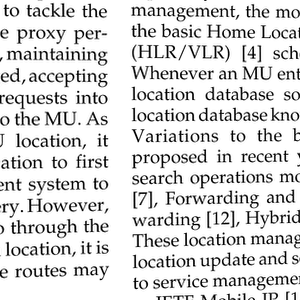 to tackle the
e proxy per-
, maintaining
ed, accepting
requests into
o the MU. As
location, it
ation to first
ent system to
ery. However,
o through the
location, it is
e routes may
management, the mo
the basic Home Locat
(HLR/VLR) [4] sche
Whenever an MU ent
location database so
location database kno
Variations to the b
proposed in recent y
search operations mo
[7], Forwarding and
warding [12], Hybrid
These location manag
location update and se
to service managemen
IETF Mobile IP [1